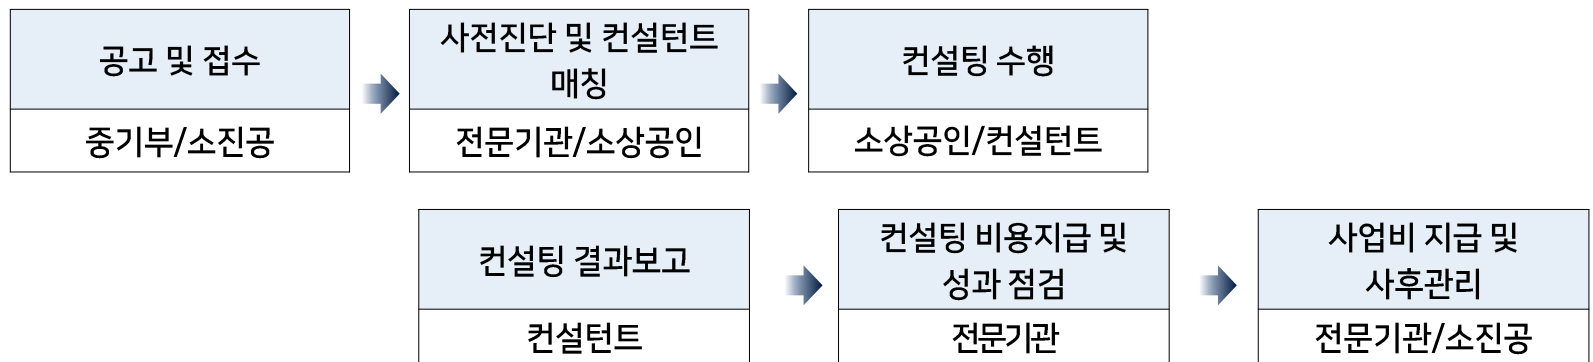 공고 및 접수
중기부/소진공
사전진단 및 컨설턴트
매칭
전문기관/소상공인
컨설팅 수행
소상공인/컨설턴트
컨설팅 결과보고
컨설턴트
컨설팅 비용지급 및
성과 점검
전문기관
사업비 지급 및
사후관리
전문기관/소진공